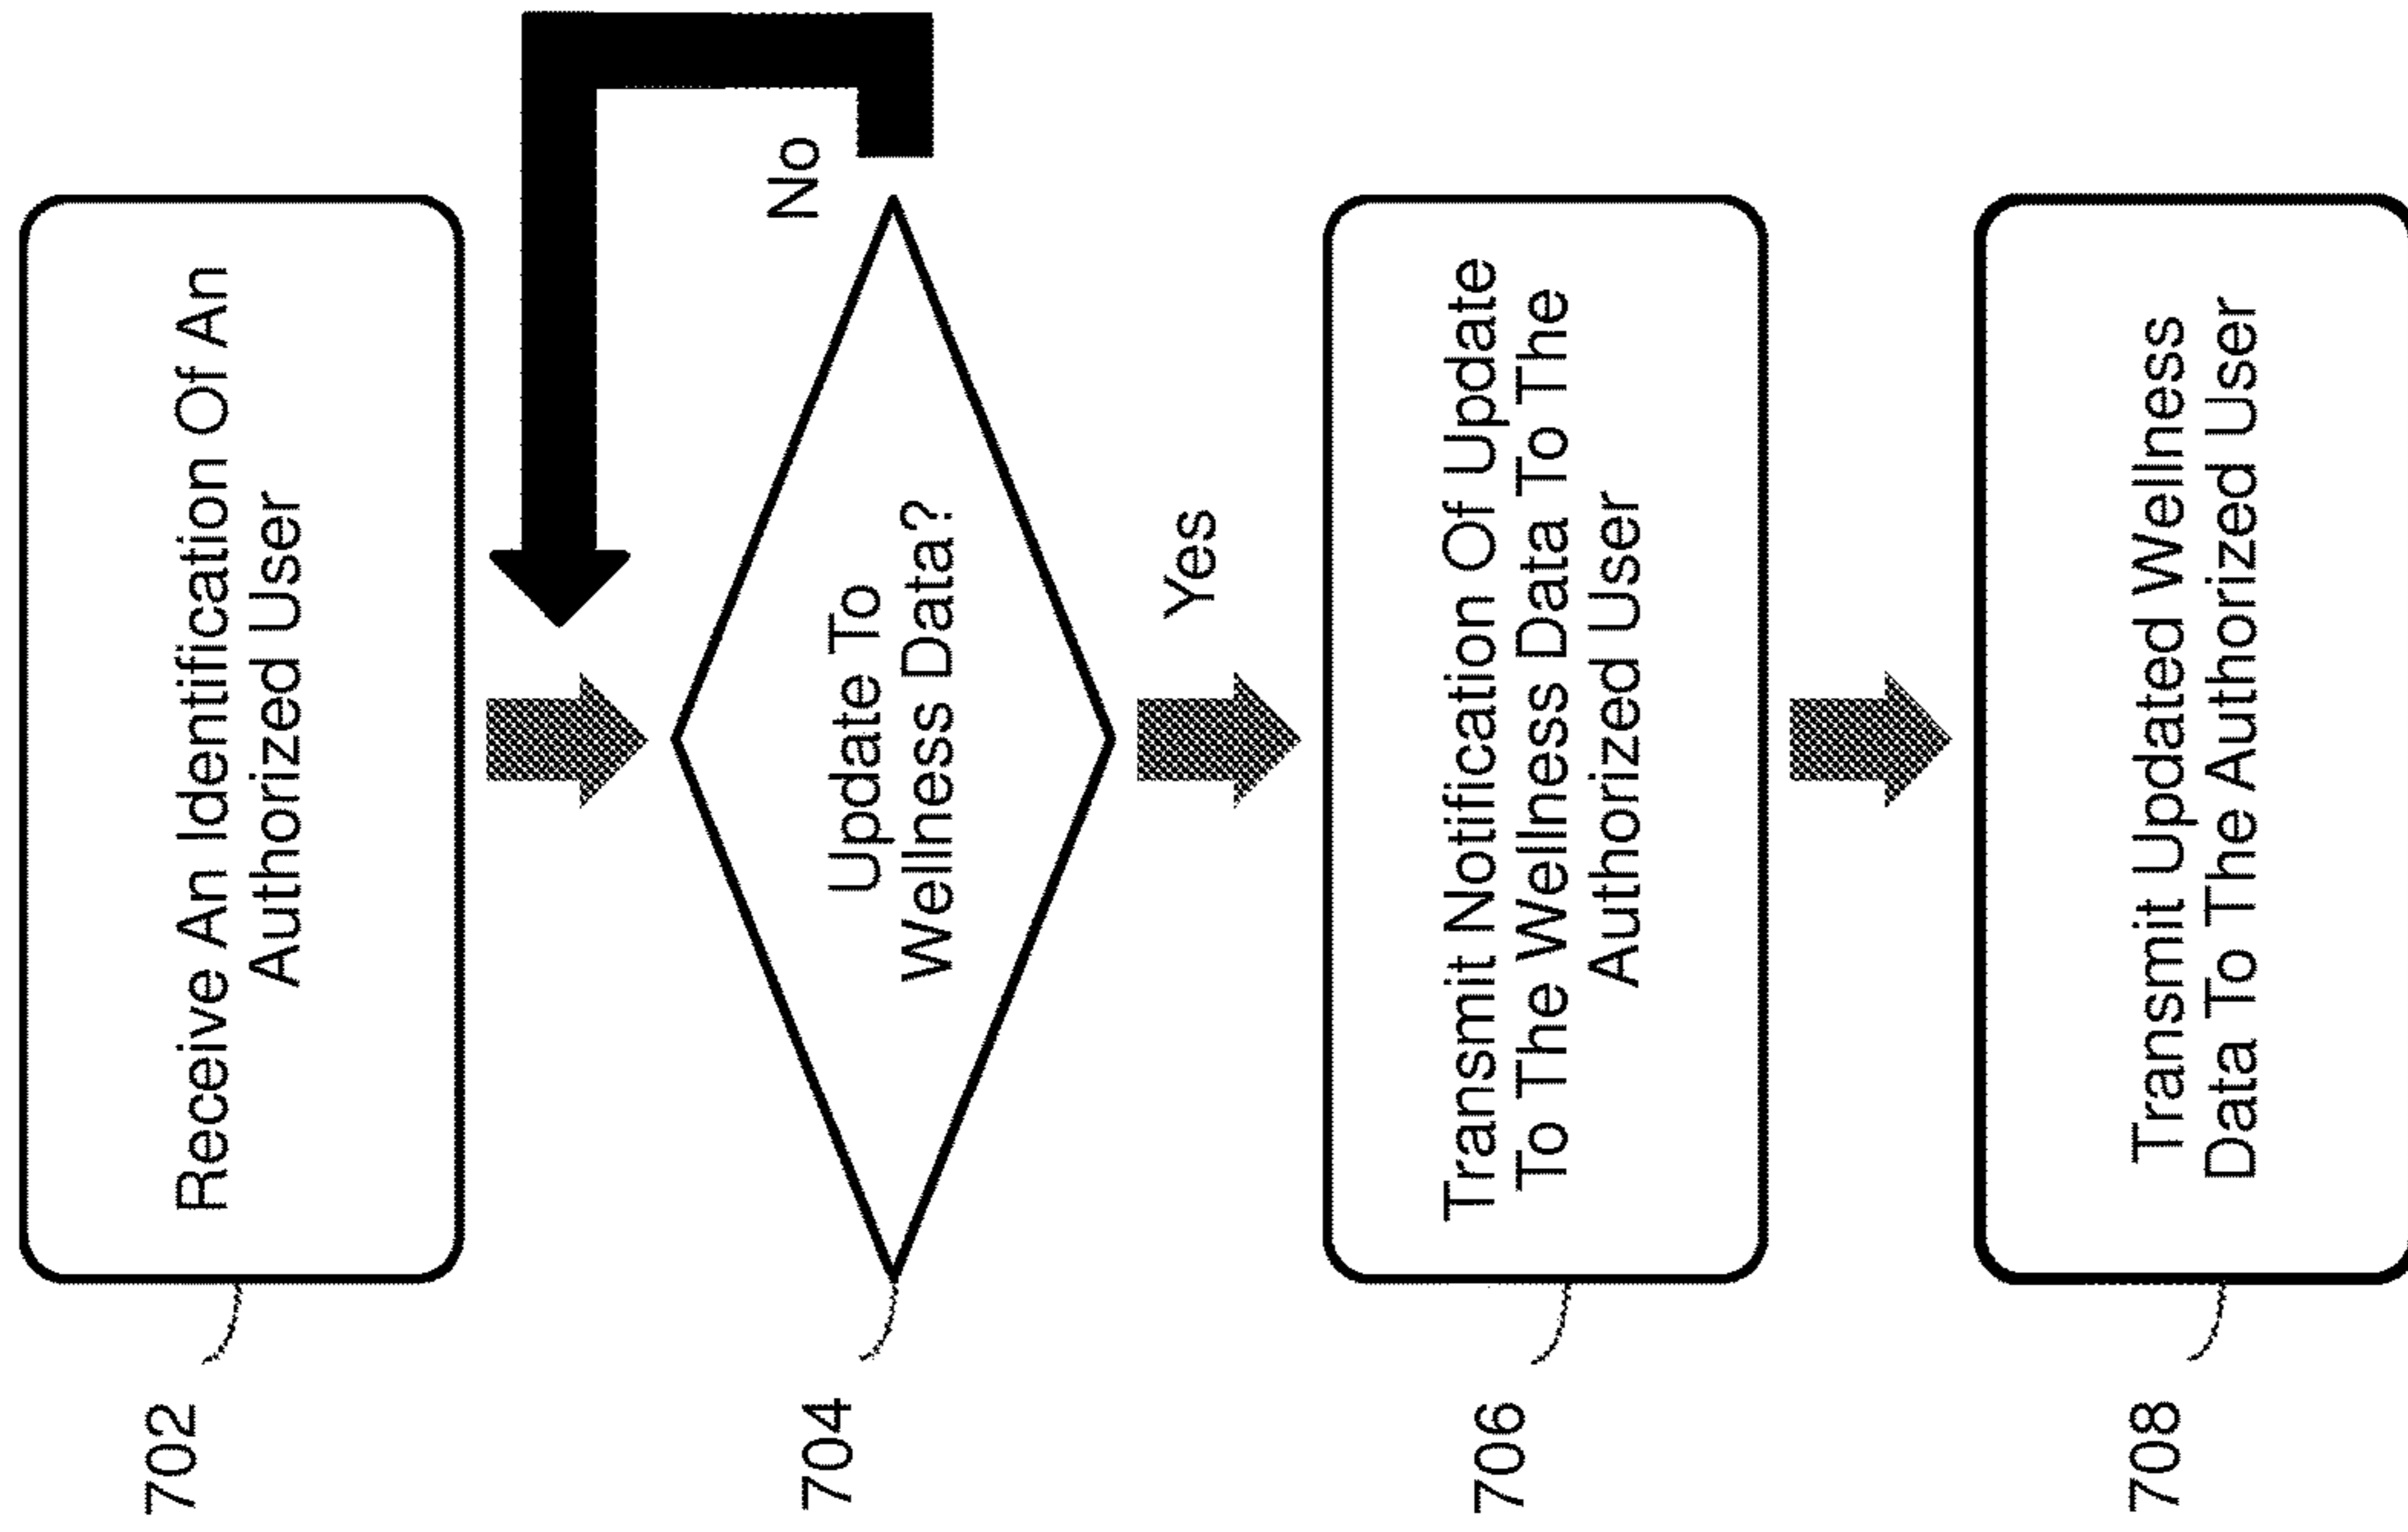 702
Receive An Identification Of An
Authorized User
704
Update To
Wellness Data?
No
Yes
706
Transmit Notification Of Update
To The Wellness Data To The
Authorized User
708
Transmit Updated Wellness
Data To The Authorized User